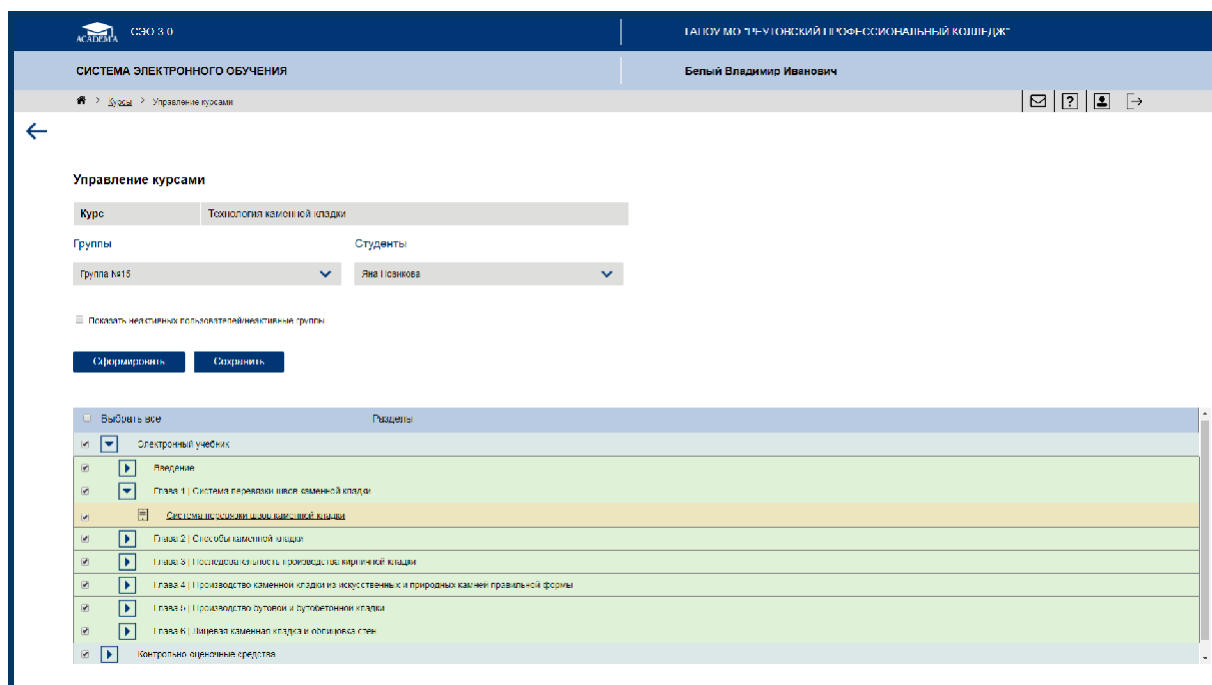 ACADEMIA СЭО 3.0 ГАПОУ МО "РЕУТОВСКИЙ ПРОФЕССИОНАЛЬНЫЙ КОЛЛЕДЖ"
СИСТЕМА ЭЛЕКТРОННОГО ОБУЧЕНИЯ Белый Владимир Иванович
> Курсы > Управление курсами
Управление курсами
Курс Технология каменной кладки
Группы Студенты
Группа №15 Яна Новикова
Показать неактивных пользователей/неактивные группы
Сформировать Сохранить
Выбрать все Разделы
Электронный учебник
Введение
Глава 1 | Система перевязки швов каменной кладки
Система перевязки швов каменной кладки
Глава 2 | Способы каменной кладки
Глава 3 | Последовательность производства кирпичной кладки
Глава 4 | Производство каменной кладки из искусственных и природных камней правильной формы
Глава 5 | Производство бутовой и бутобетонной кладки
Глава 6 | Лицевая каменная кладка и облицовка стен
Контрольно-оценочные средства